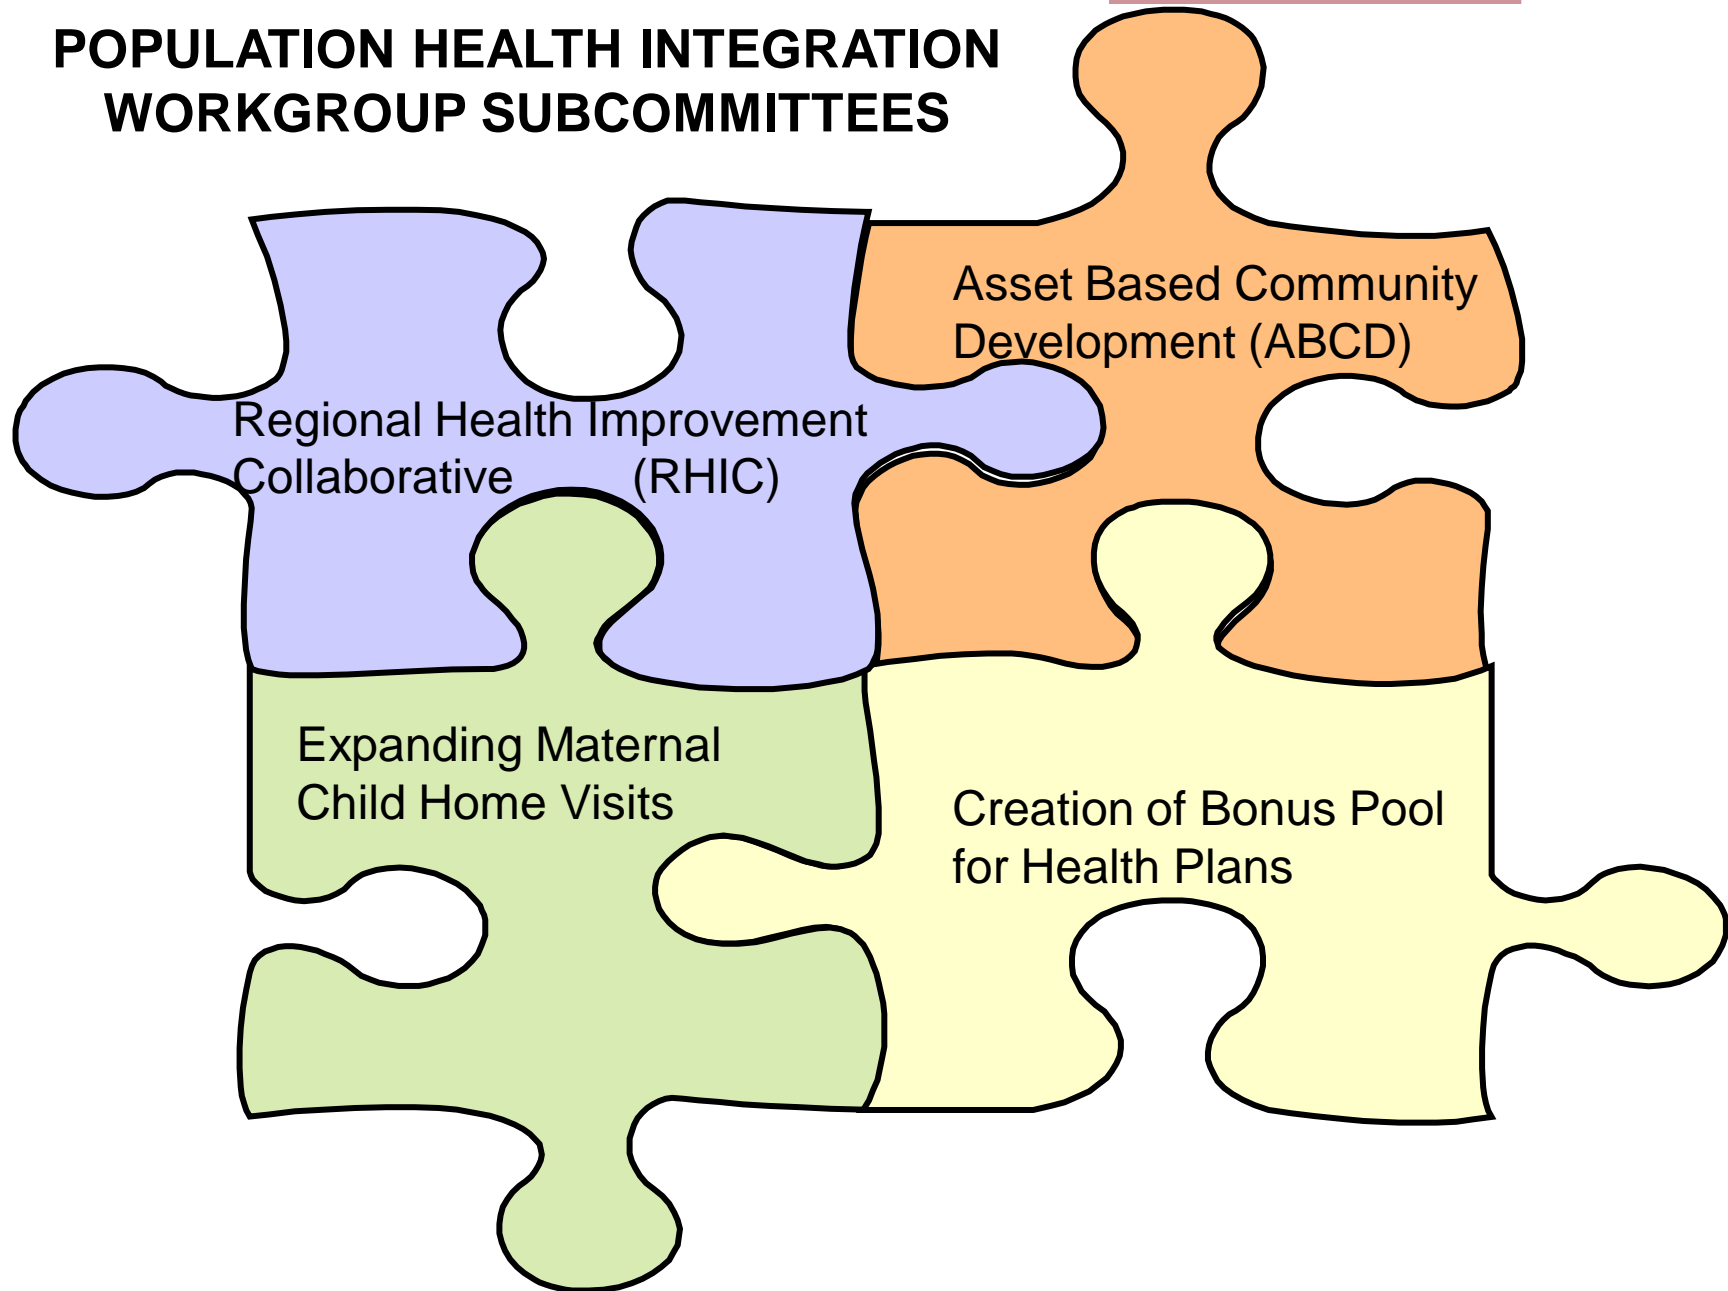 POPULATION HEALTH INTEGRATION
WORKGROUP SUBCOMMITTEES
Asset Based Community
Development (ABCD)
Regional Health Improvement
Collaborative (RHIC)
Expanding Maternal
Child Home Visits
Creation of Bonus Pool
for Health Plans